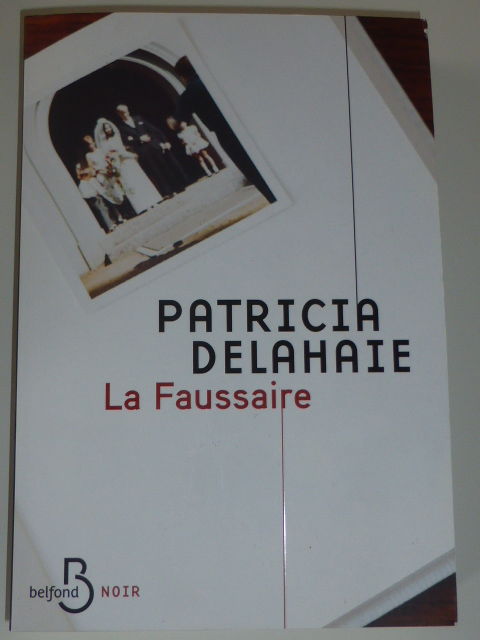 PATRICIA
DELAHAIE
La Faussaire
belfond B NOIR